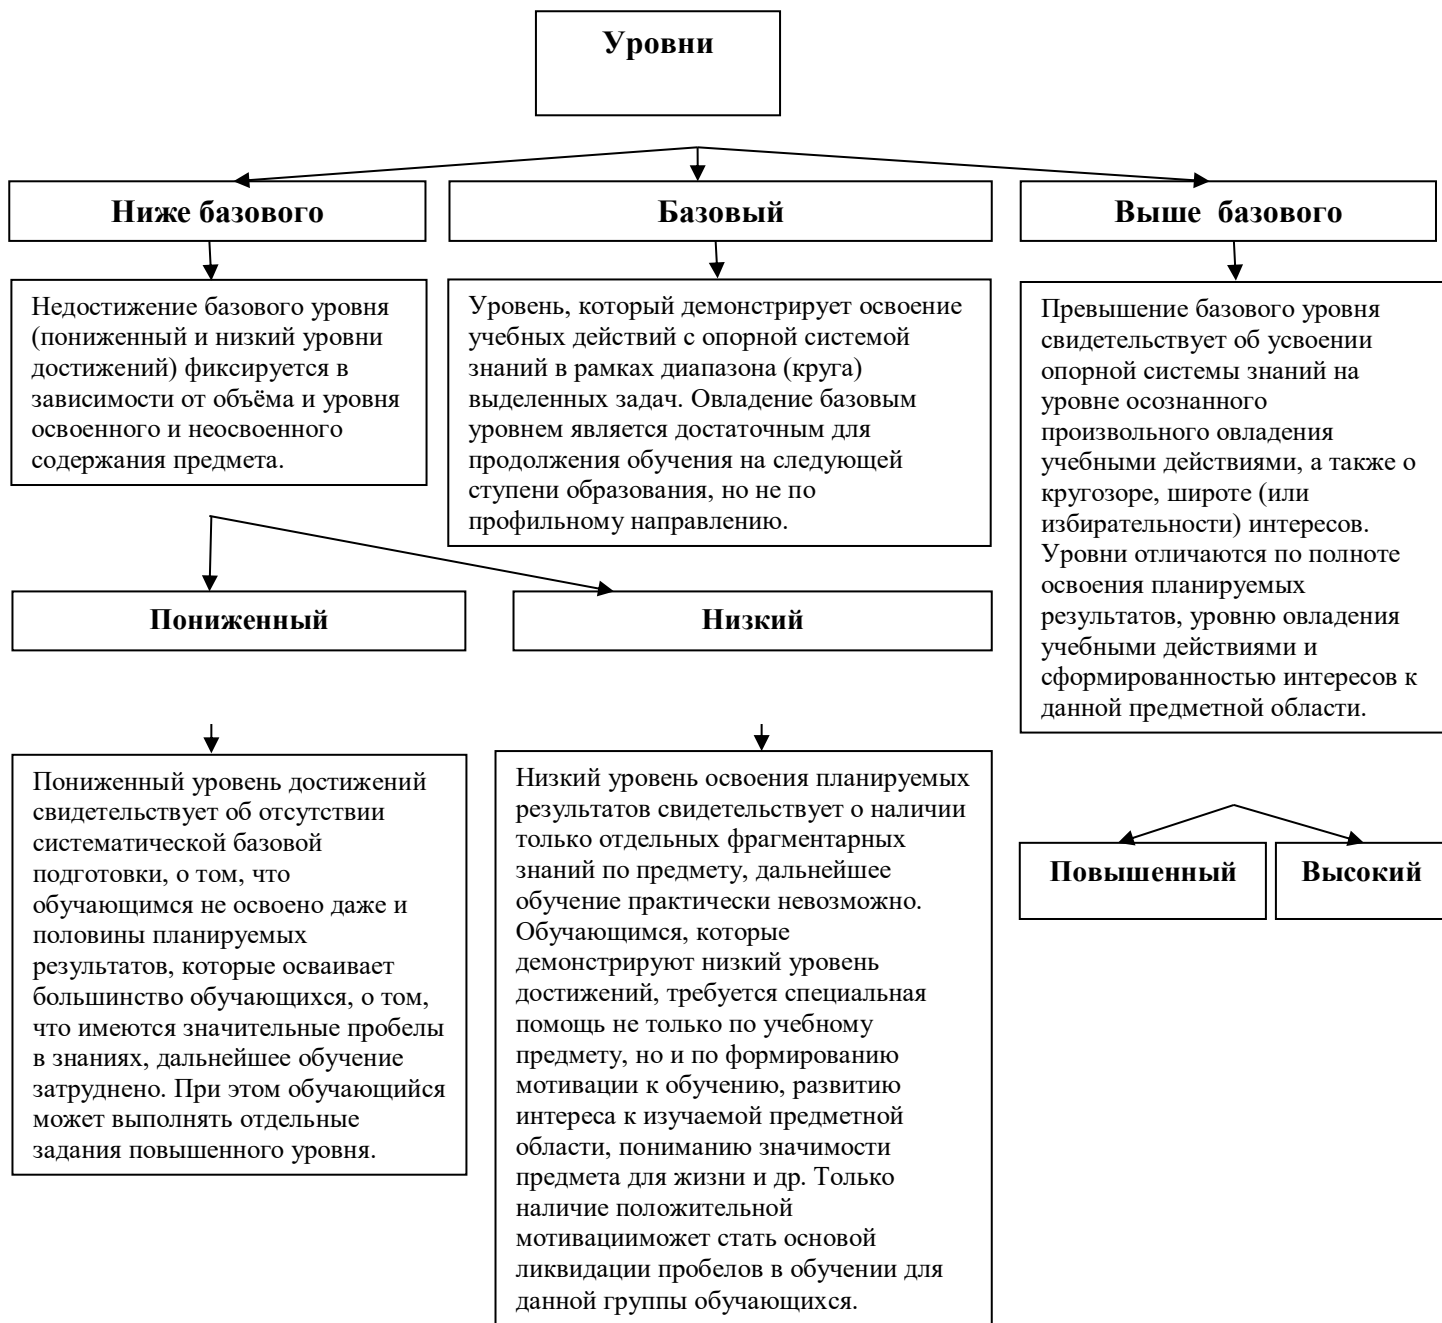 Уровни
Ниже базового
Базовый
Выше базового
Недостижение базового уровня
(пониженный и низкий уровни
достижений) фиксируется в
зависимости от объёма и уровня
освоенного и неосвоенного
содержания предмета.
Уровень, который демонстрирует освоение
учебных действий с опорной системой
знаний в рамках диапазона (круга)
выделенных задач. Овладение базовым
уровнем является достаточным для
продолжения обучения на следующей
ступени образования, но не по
профильному направлению.
Превышение базового уровня
свидетельствует об усвоении
опорной системы знаний на
уровне осознанного
произвольного овладения
учебными действиями, а также о
кругозоре, широте (или
избирательности) интересов.
Уровни отличаются по полноте
освоения планируемых
результатов, уровню овладения
учебными действиями и
сформированностью интересов к
данной предметной области.
Пониженный
Низкий
Пониженный уровень достижений
свидетельствует об отсутствии
систематической базовой
подготовки, о том, что
обучающимся не освоено даже и
половины планируемых
результатов, которые осваивает
большинство обучающихся, о том,
что имеются значительные пробелы
в знаниях, дальнейшее обучение
затруднено. При этом обучающийся
может выполнять отдельные
задания повышенного уровня.
Низкий уровень освоения планируемых
результатов свидетельствует о наличии
только отдельных фрагментарных
знаний по предмету, дальнейшее
обучение практически невозможно.
Обучающимся, которые
демонстрируют низкий уровень
достижений, требуется специальная
помощь не только по учебному
предмету, но и по формированию
мотивации к обучению, развитию
интереса к изучаемой предметной
области, пониманию значимости
предмета для жизни и др. Только
наличие положительной
мотивацииможет стать основой
ликвидации пробелов в обучении для
данной группы обучающихся.
Повышенный
Высокий